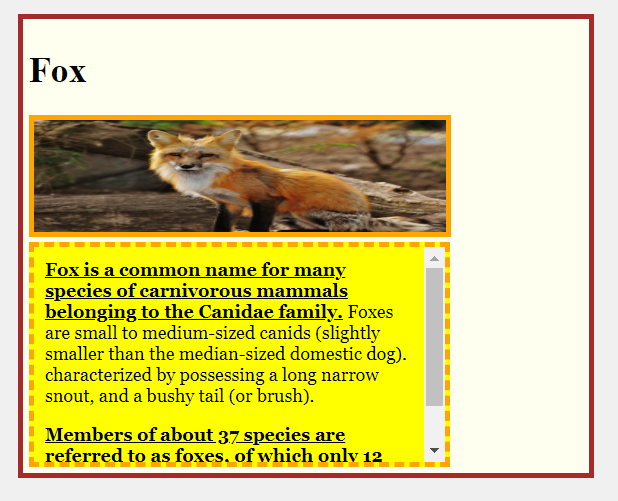 Fox
Fox is a common name for many
species of carnivorous mammals
belonging to the Canidae family. Foxes
are small to medium-sized canids (slightly
smaller than the median-sized domestic dog).
characterized by possessing a long narrow
snout, and a bushy tail (or brush).
Members of about 37 species are
referred to as foxes, of which only 12